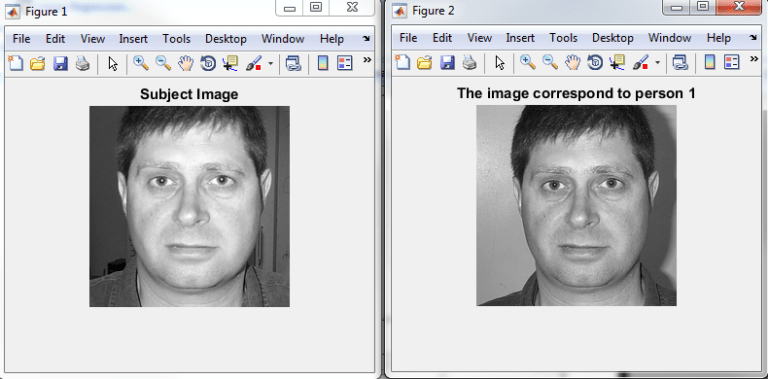 Figure 1
File Edit View Insert Tools Desktop Window Help
Subject Image
Figure 2
File Edit View Insert Tools Desktop Window Help
The image correspond to person 1